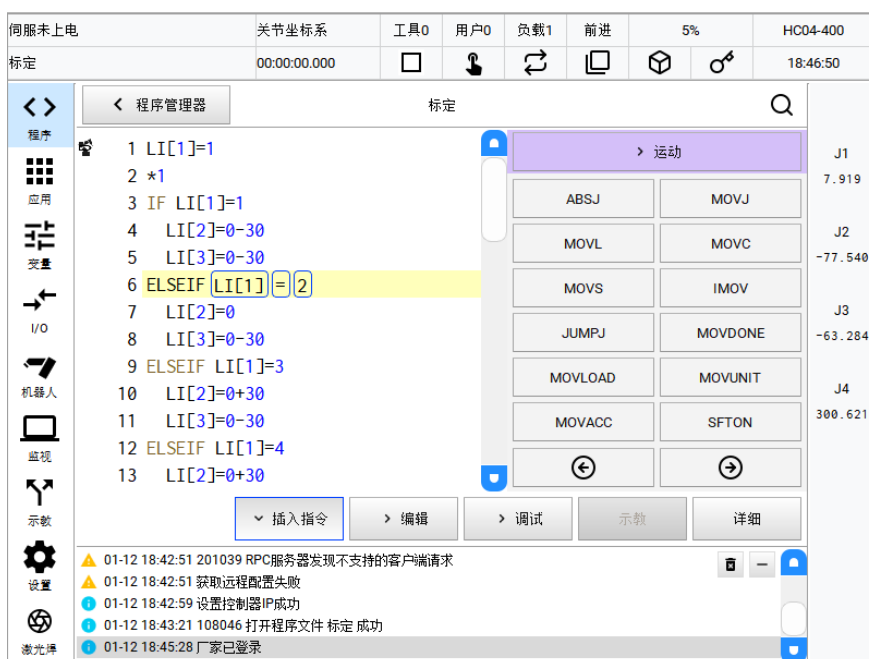 伺服未上电 关节坐标系 工具0 用户0 负载1 前进 5% HC04-400
标定 00:00:00.000 18:46:50
程序
应用
变量
I/O
机器人
监视
示教
设置
激光焊
程序管理器 标定
1 LI[1]=1
2 *1
3 IF LI[1]=1
4 LI[2]=0-30
5 LI[3]=0-30
6 ELSEIF LI[1] = 2
7 LI[2]=0
8 LI[3]=0-30
9 ELSEIF LI[1]=3
10 LI[2]=0+30
11 LI[3]=0-30
12 ELSEIF LI[1]=4
13 LI[2]=0+30
运动
ABSJ MOVJ
MOVL MOVC
MOVS IMOV
JUMPJ MOVDONE
MOVLOAD MOVUNIT
MOVACC SFTON
J1
7.919
J2
-77.540
J3
-63.284
J4
300.621
插入指令 编辑 调试 示教 详细
01-12 18:42:51 201039 RPC服务器发现不支持的客户端请求
01-12 18:42:51 获取远程配置失败
01-12 18:42:59 设置控制器IP成功
01-12 18:43:21 108046 打开程序文件 标定 成功
01-12 18:45:28 厂家已登录